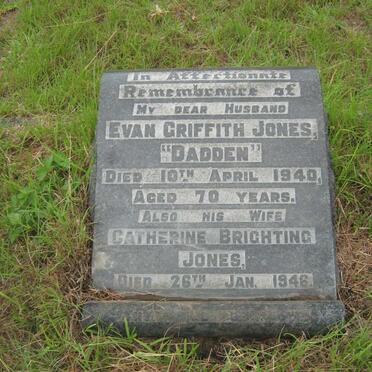 In Affectionate
Remembrance of
My dear Husband
Evan Griffith Jones,
"Dadden"
Died 10th April 1940,
Aged 70 years.
Also his Wife
Catherine Brighting
Jones,
Died 26th Jan. 1946.